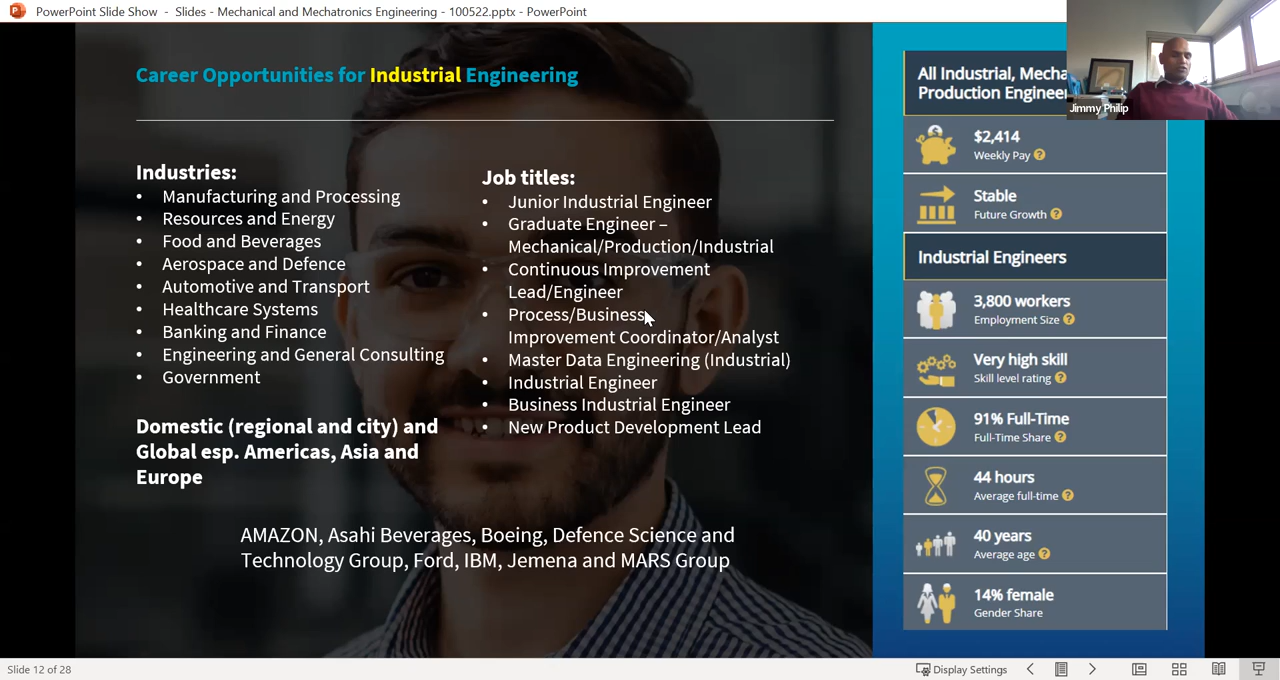 PowerPoint Slide Show - Slides - Mechanical and Mechatronics Engineering - 100522.pptx - PowerPoint
Career Opportunities for Industrial Engineering
Industries:
• Manufacturing and Processing
• Resources and Energy
• Food and Beverages
• Aerospace and Defence
• Automotive and Transport
• Healthcare Systems
• Banking and Finance
• Engineering and General Consulting
• Government
Domestic (regional and city) and
Global esp. Americas, Asia and
Europe
Job titles:
• Junior Industrial Engineer
• Graduate Engineer –
Mechanical/Production/Industrial
• Continuous Improvement
Lead/Engineer
• Process/Business
Improvement Coordinator/Analyst
• Master Data Engineering (Industrial)
• Industrial Engineer
• Business Industrial Engineer
• New Product Development Lead
AMAZON, Asahi Beverages, Boeing, Defence Science and
Technology Group, Ford, IBM, Jemena and MARS Group
All Industrial,
Production
Jimmy Philip
$2,414
Weekly Pay ?
Stable
Future Growth ?
Industrial Engineers
3,800 workers
Employment Size ?
Very high skill
Skill level rating ?
91% Full-Time
Full-Time Share ?
44 hours
Average full-time ?
40 years
Average age ?
14% female
Gender Share
Slide 12 of 28
Display Settings